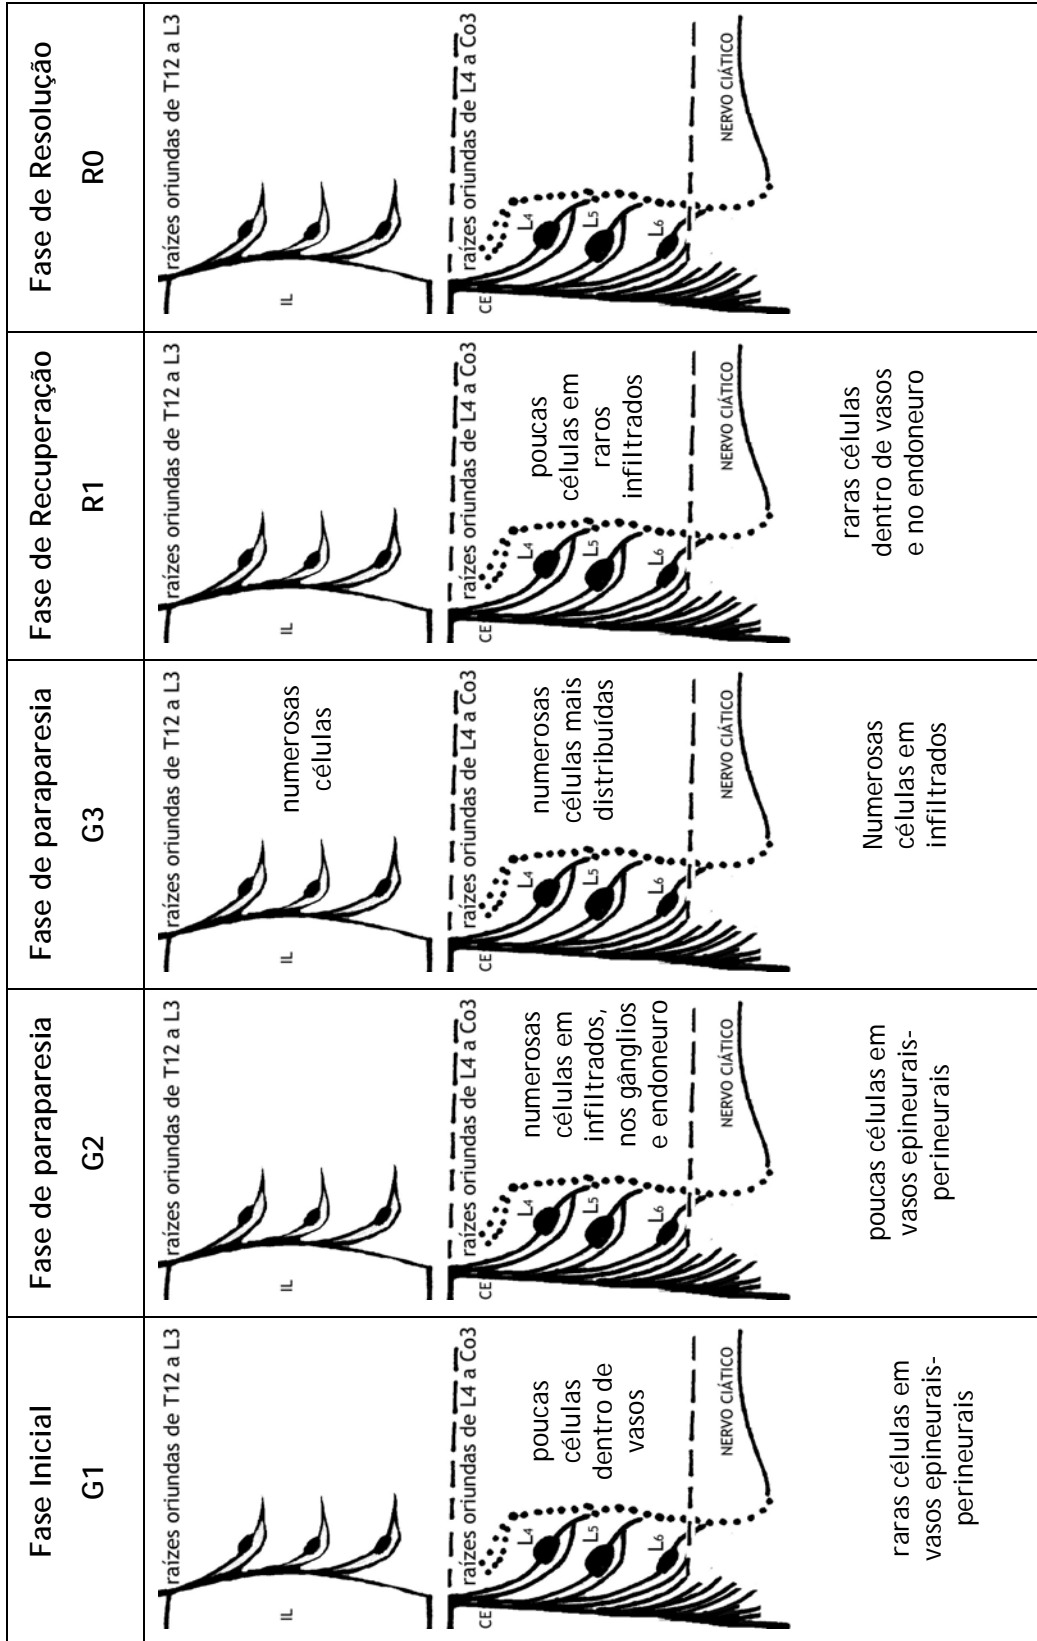 Fase Inicial
G1
raízes oriundas de T12 a L3
IL
raízes oriundas de L4 a Co3
CE
L4
L5
L6
poucas
células
dentro de
vasos
NERVO CIÁTICO
raras células em
vasos epineurais-
perineurais
Fase de paraparesia
G2
raízes oriundas de T12 a L3
IL
raízes oriundas de L4 a Co3
CE
L4
L5
L6
numerosas
células em
infiltrados,
nos gânglios
e endoneuro
NERVO CIÁTICO
poucas células em
vasos epineurais-
perineurais
Fase de paraparesia
G3
raízes oriundas de T12 a L3
IL
numerosas
células
raízes oriundas de L4 a Co3
CE
L4
L5
L6
numerosas
células mais
distribuídas
NERVO CIÁTICO
Numerosas
células em
infiltrados
Fase de Recuperação
R1
raízes oriundas de T12 a L3
IL
raízes oriundas de L4 a Co3
CE
L4
L5
L6
poucas
células em
raros
infiltrados
NERVO CIÁTICO
raras células
dentro de vasos
e no endoneuro
Fase de Resolução
R0
raízes oriundas de T12 a L3
IL
raízes oriundas de L4 a Co3
CE
L4
L5
L6
NERVO CIÁTICO